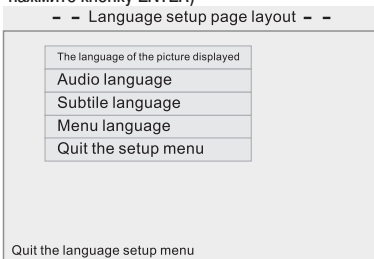 нажмите кнопку ENTER)
– – Language setup page layout – –
The language of the picture displayed
Audio language
Subtile language
Menu language
Quit the setup menu
Quit the language setup menu